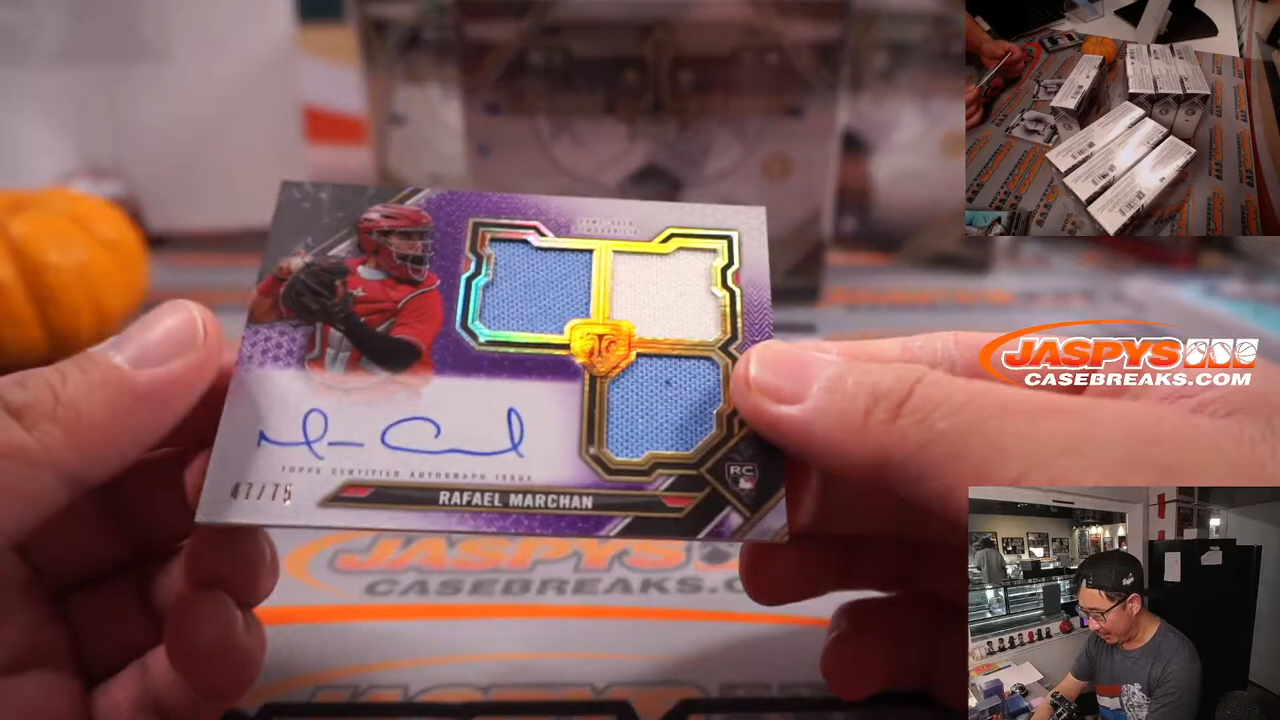 GAME-USED
MEMORABILIA
TOPPS CERTIFIED AUTOGRAPH ISSUE
47/75
RAFAEL MARCHAN
RC
JASPYS
CASEBREAKS.COM
JASPYS
CASEBREAKS.C